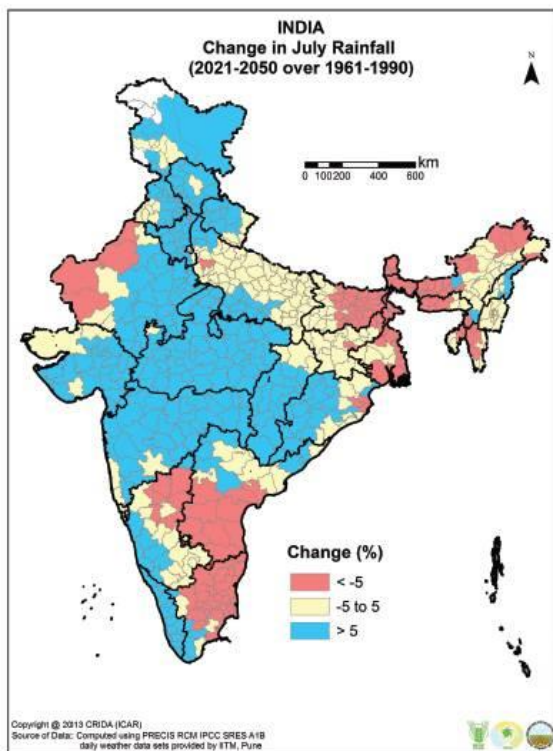 INDIA
Change in July Rainfall
(2021-2050 over 1961-1990)
N
km
0 100200 400 600
Change (%)
< -5
-5 to 5
> 5
Copyright @ 2013 CRIDA (ICAR)
Source of Data: Computed using PRECIS RCM IPCC SRES A1B
daily weather data sets provided by IITM, Pune